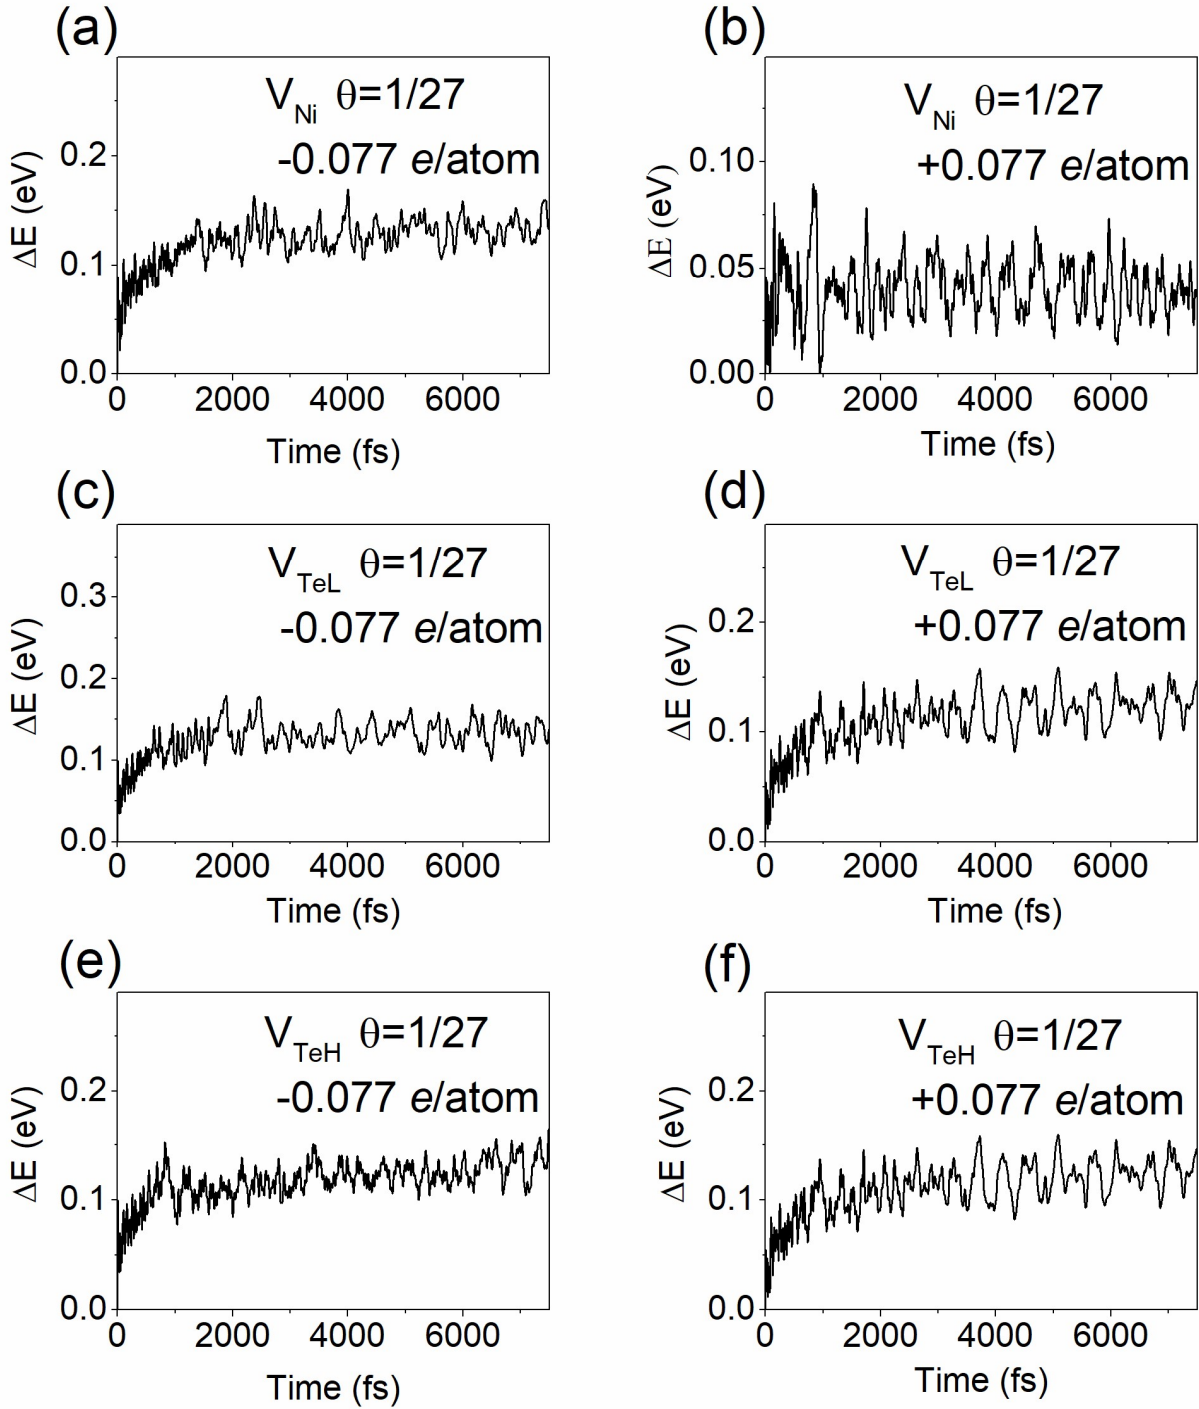 (a)
V_Ni θ=1/27
-0.077 e/atom
ΔE (eV)
0.2
0.1
0.0
0 2000 4000 6000
Time (fs)
(b)
V_Ni θ=1/27
+0.077 e/atom
ΔE (eV)
0.10
0.05
0.00
0 2000 4000 6000
Time (fs)
(c)
V_TeL θ=1/27
-0.077 e/atom
ΔE (eV)
0.3
0.2
0.1
0.0
0 2000 4000 6000
Time (fs)
(d)
V_TeL θ=1/27
+0.077 e/atom
ΔE (eV)
0.2
0.1
0.0
0 2000 4000 6000
Time (fs)
(e)
V_TeH θ=1/27
-0.077 e/atom
ΔE (eV)
0.2
0.1
0.0
0 2000 4000 6000
Time (fs)
(f)
V_TeH θ=1/27
+0.077 e/atom
ΔE (eV)
0.2
0.1
0.0
0 2000 4000 6000
Time (fs)